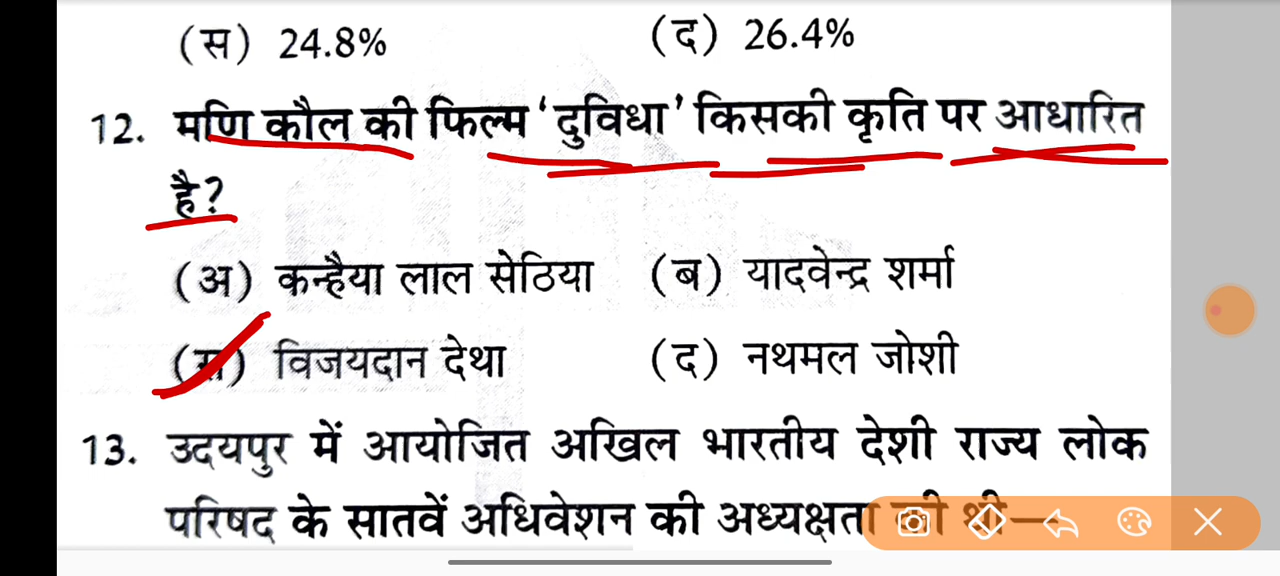 (स) 24.8% (द) 26.4%
12. मणि कौल की फिल्म 'दुविधा' किसकी कृति पर आधारित
है?
(अ) कन्हैया लाल सेठिया (ब) यादवेन्द्र शर्मा
(स) विजयदान देथा (द) नथमल जोशी
13. उदयपुर में आयोजित अखिल भारतीय देशी राज्य लोक
परिषद के सातवें अधिवेशन की अध्यक्षता की थी—